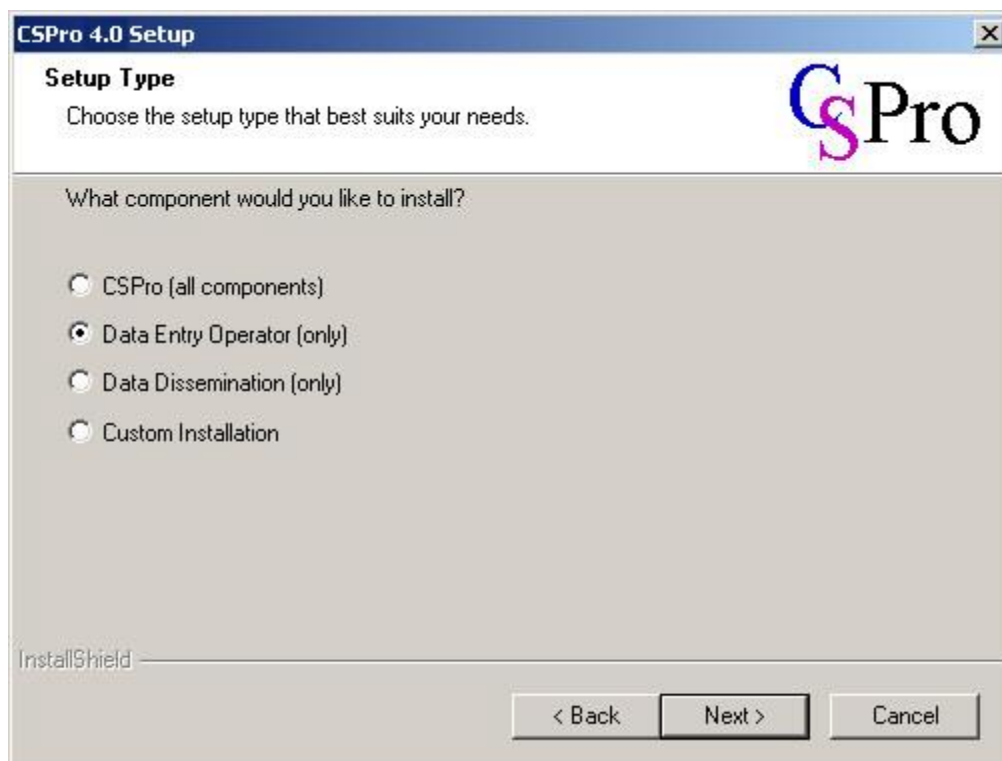 CSPro 4.0 Setup
Setup Type
Choose the setup type that best suits your needs.
CSPro
What component would you like to install?
CSPro (all components)
Data Entry Operator (only)
Data Dissemination (only)
Custom Installation
InstallShield
< Back Next > Cancel